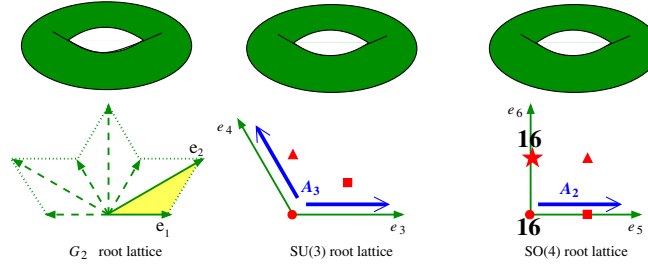 e₆
16
e₄
e₂
A₃
A₂
e₁
e₃
16
e₅
G₂ root lattice
SU(3) root lattice
SO(4) root lattice